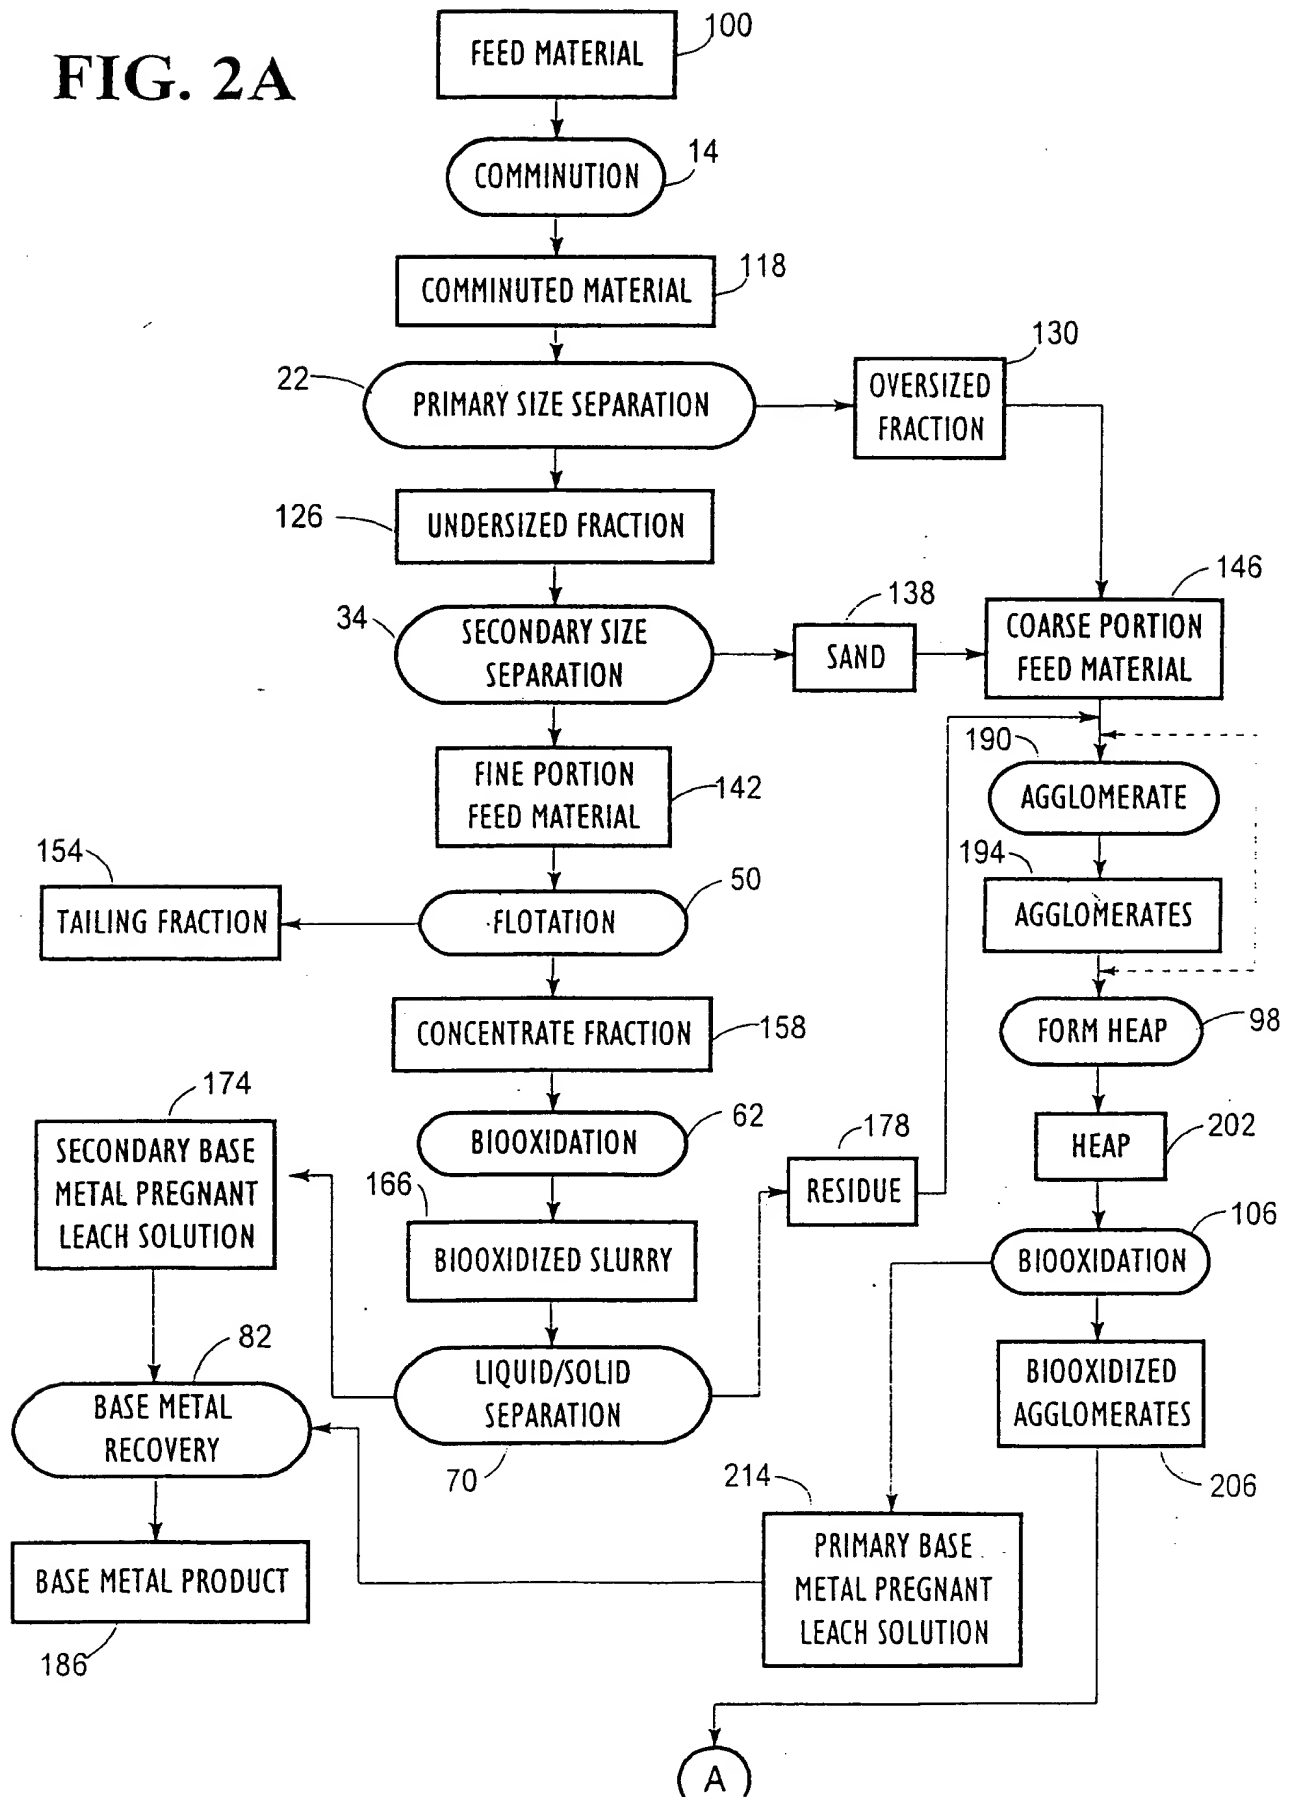 FIG. 2A
FEED MATERIAL
100
COMMINUTION
14
COMMINUTED MATERIAL
118
22
PRIMARY SIZE SEPARATION
130
OVERSIZED
FRACTION
126
UNDERSIZED FRACTION
34
SECONDARY SIZE
SEPARATION
138
SAND
146
COARSE PORTION
FEED MATERIAL
FINE PORTION
FEED MATERIAL
142
190
AGGLOMERATE
154
TAILING FRACTION
50
FLOTATION
194
AGGLOMERATES
CONCENTRATE FRACTION
158
FORM HEAP
98
174
SECONDARY BASE
METAL PREGNANT
LEACH SOLUTION
62
BIOOXIDATION
178
RESIDUE
HEAP
202
166
BIOOXIDIZED SLURRY
106
BIOOXIDATION
82
BASE METAL
RECOVERY
LIQUID/SOLID
SEPARATION
70
BIOOXIDIZED
AGGLOMERATES
206
214
PRIMARY BASE
METAL PREGNANT
LEACH SOLUTION
BASE METAL PRODUCT
186
A